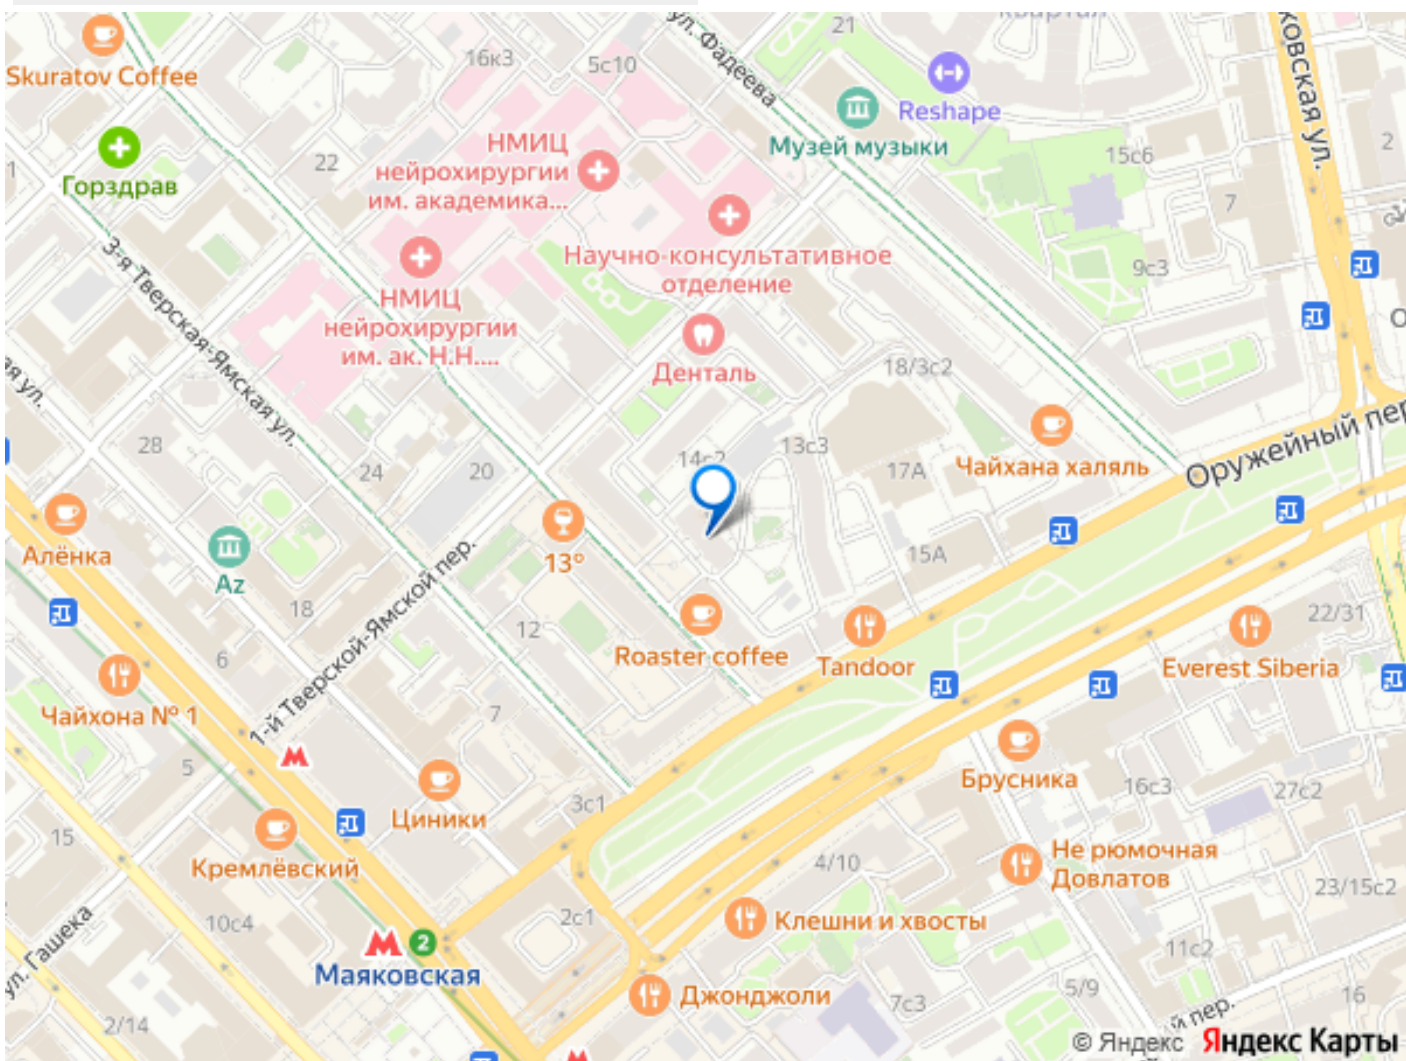 21
16к3
5с10
ул. Фадеева
Skuratov Coffee
Reshape
Музей музыки
НМИЦ
нейрохирургии
им. академика...
2
15с6
22
1
Горздрав
7
Научно-консультативное
отделение
9с3
3-я Тверская-Ямская ул.
НМИЦ
нейрохирургии
им. ак. Н.Н....
Денталь
18/3с2
ул.
Чайхана халяль
Оружейный пер
28
24
20
14с2
13с3
17А
Алёнка
Az
13°
15А
18
1-й Тверской-Ямской пер.
12
6
Roaster coffee
Tandoor
22/31
Everest Siberia
Чайхона № 1
7
5
Брусника
16с3
27с2
Циники
3с1
15
Кремлёвский
4/10
Не рюмочная
Довлатов
23/15с2
10с4
2с1
Клешни и хвосты
11с2
ул. Гашека
2
Маяковская
Джонджоли
7с3
5/9
16
2/14
й пер.
© Яндекс Яндекс Карты